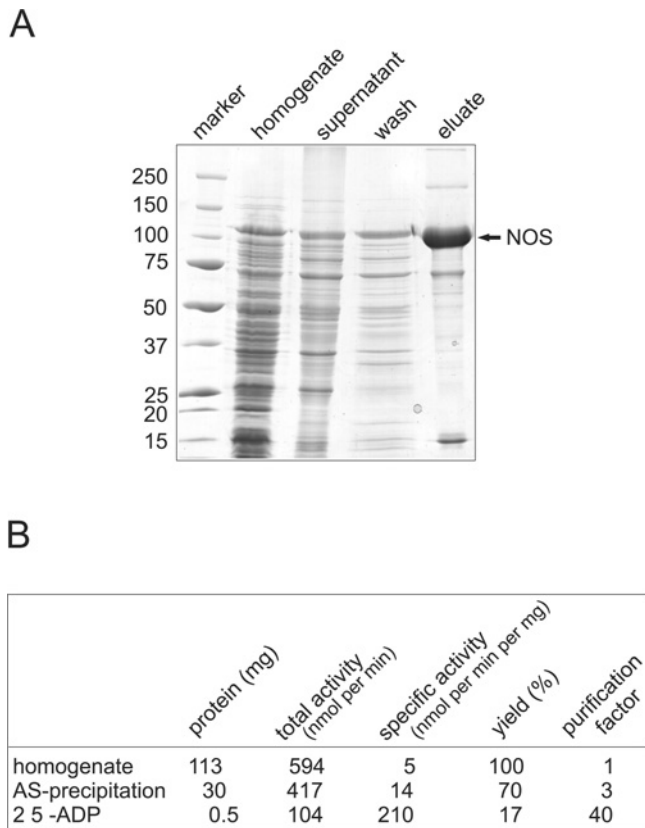 A
marker homogenate supernatant wash eluate
250
150
100
75
50
37
25
20
15
NOS
B
protein (mg) total activity (nmol per min) specific activity (nmol per min per mg) yield (%) purification factor
homogenate 113 594 5 100 1
AS-precipitation 30 417 14 70 3
2 5 -ADP 0.5 104 210 17 40